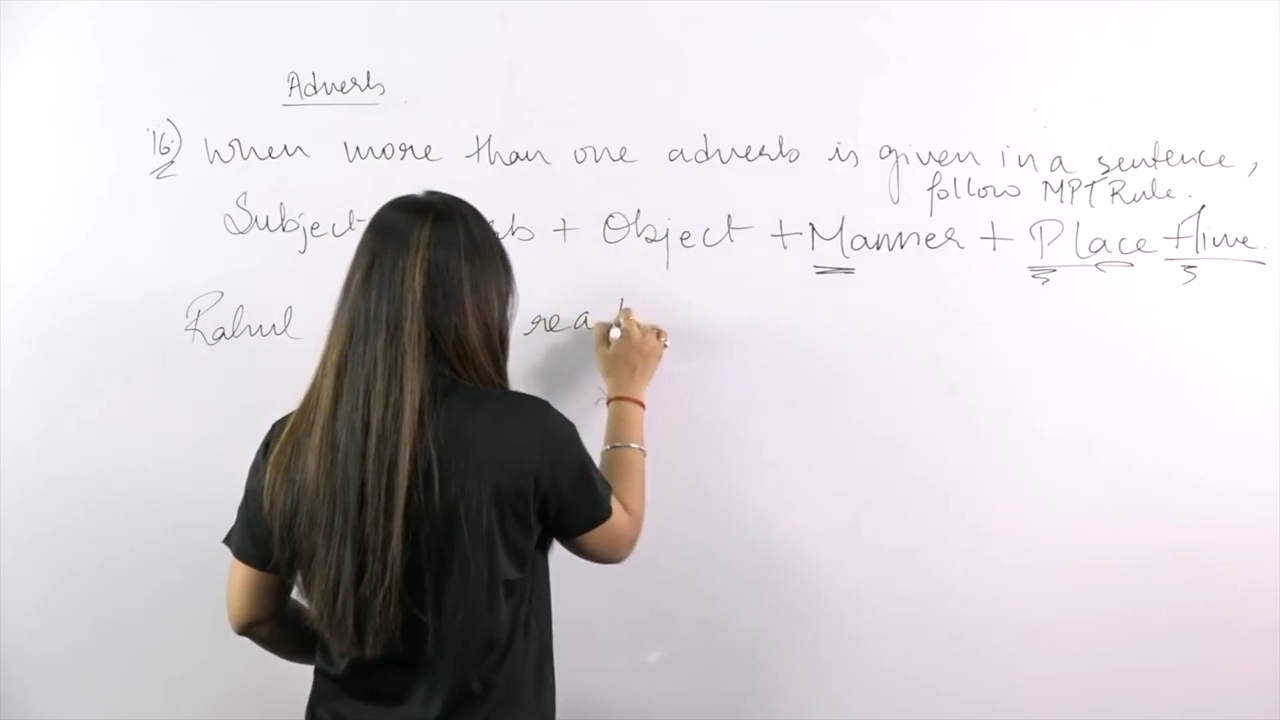 Adverb
16.) When more than one adverb is given in a sentence,
follow MPT Rule.
Subject + Object + Manner + Place + Time
Rahul read